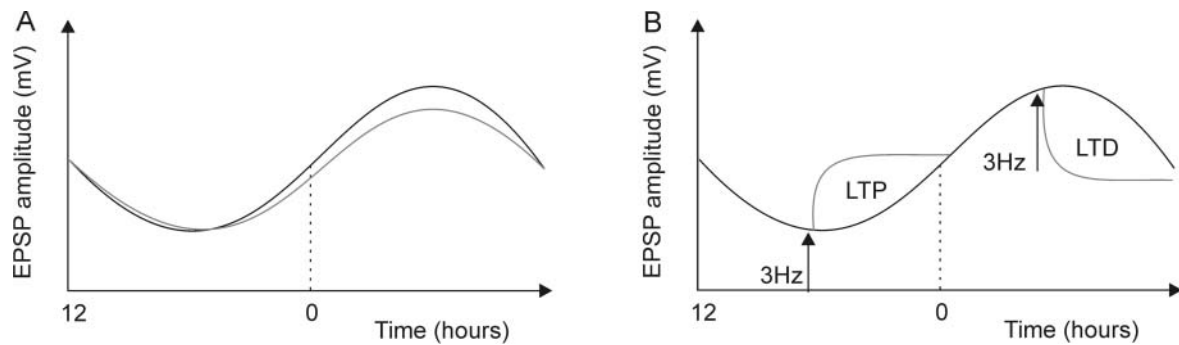 A
EPSP amplitude (mV)
12
0
Time (hours)
B
EPSP amplitude (mV)
3Hz
LTP
3Hz
LTD
12
0
Time (hours)